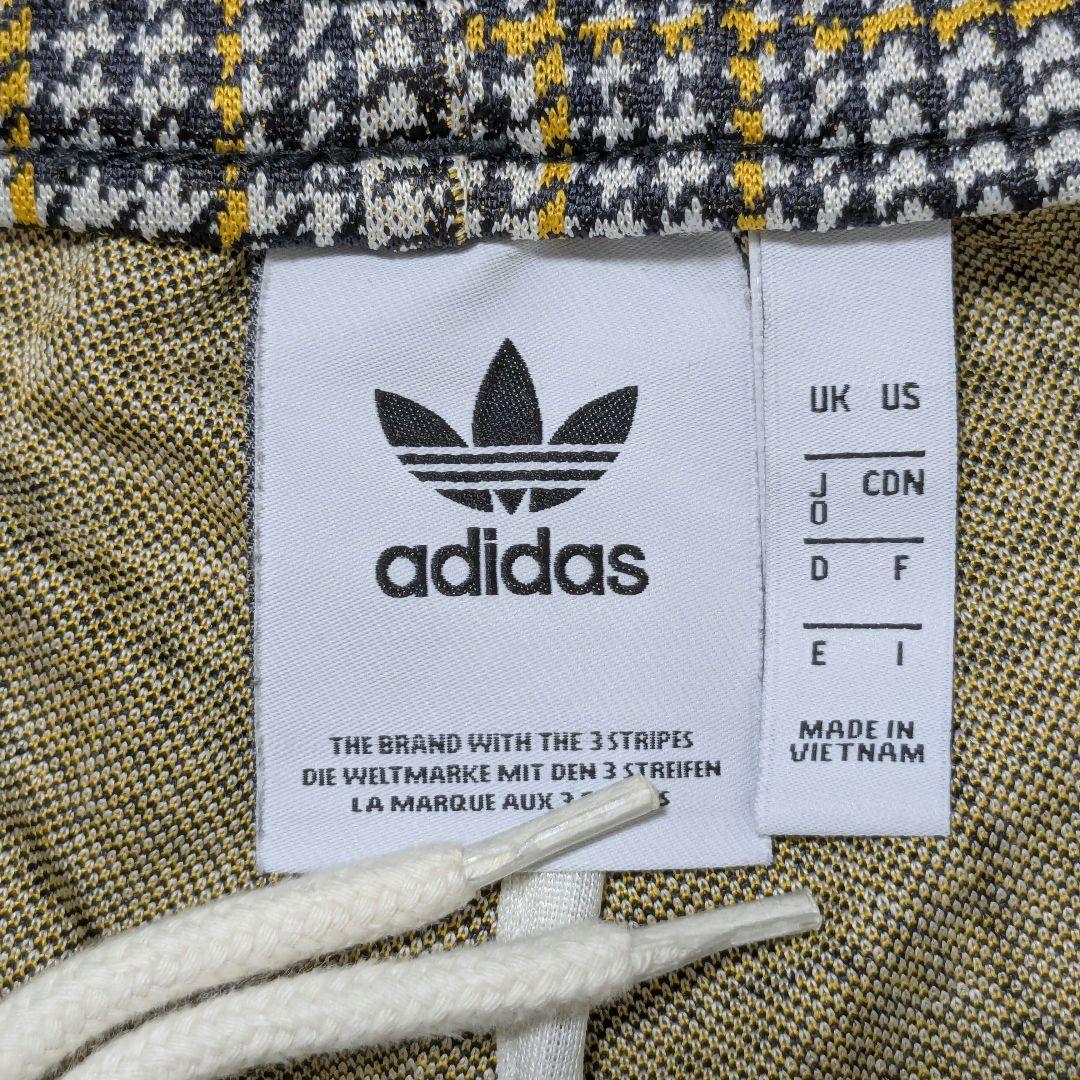 adidas
THE BRAND WITH THE 3 STRIPES
DIE WELTMARKE MIT DEN 3 STREIFEN
LA MARQUE AUX 3
UK US
J O CDN
D F
E I
MADE IN
VIETNAM